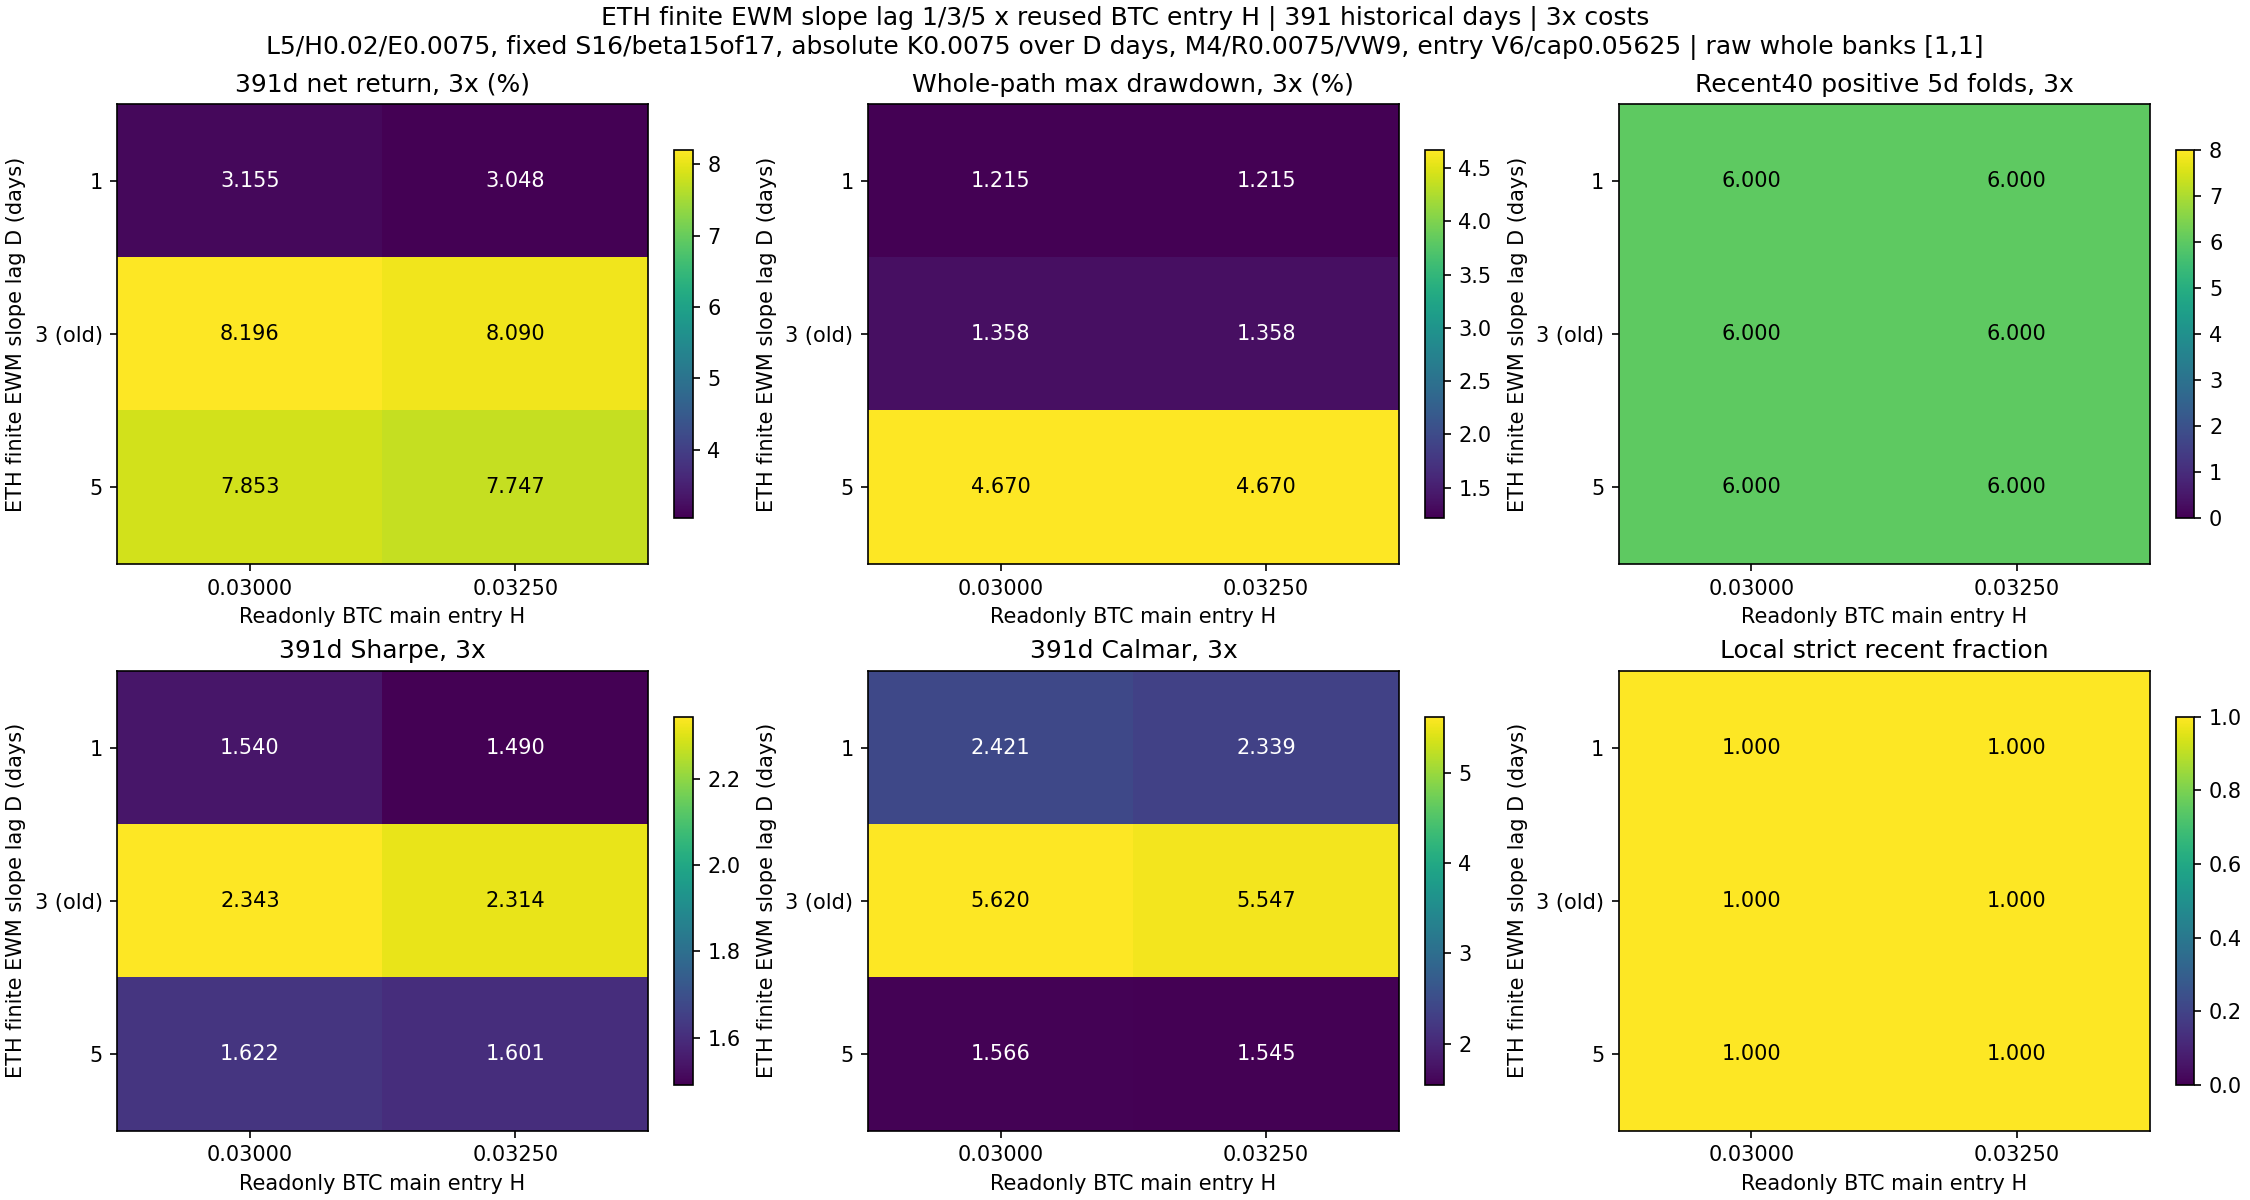 ETH finite EWM slope lag 1/3/5 x reused BTC entry H | 391 historical days | 3x costs
L5/H0.02/E0.0075, fixed S16/beta15of17, absolute K0.0075 over D days, M4/R0.0075/VW9, entry V6/cap0.05625 | raw whole banks [1,1]
391d net return, 3x (%)
ETH finite EWM slope lag D (days)
1
3 (old)
5
3.155 3.048
8.196 8.090
7.853 7.747
0.03000 0.03250
Readonly BTC main entry H
8
7
6
5
4
Whole-path max drawdown, 3x (%)
ETH finite EWM slope lag D (days)
1
3 (old)
5
1.215 1.215
1.358 1.358
4.670 4.670
0.03000 0.03250
Readonly BTC main entry H
4.5
4.0
3.5
3.0
2.5
2.0
1.5
Recent40 positive 5d folds, 3x
ETH finite EWM slope lag D (days)
1
3 (old)
5
6.000 6.000
6.000 6.000
6.000 6.000
0.03000 0.03250
Readonly BTC main entry H
8
7
6
5
4
3
2
1
0
391d Sharpe, 3x
ETH finite EWM slope lag D (days)
1
3 (old)
5
1.540 1.490
2.343 2.314
1.622 1.601
0.03000 0.03250
Readonly BTC main entry H
2.2
2.0
1.8
1.6
391d Calmar, 3x
ETH finite EWM slope lag D (days)
1
3 (old)
5
2.421 2.339
5.620 5.547
1.566 1.545
0.03000 0.03250
Readonly BTC main entry H
5
4
3
2
Local strict recent fraction
ETH finite EWM slope lag D (days)
1
3 (old)
5
1.000 1.000
1.000 1.000
1.000 1.000
0.03000 0.03250
Readonly BTC main entry H
1.0
0.8
0.6
0.4
0.2
0.0